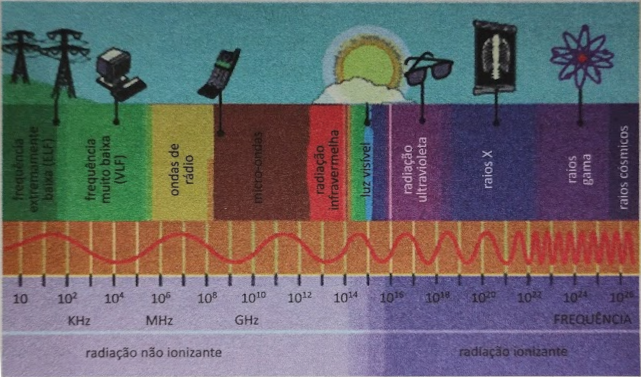 frequência
extremamente
baixa (ELF)
frequência
muito baixa
(VLF)
ondas de
rádio
micro-ondas
radiação
infravermelha
luz visível
radiação
ultravioleta
raios X
raios
gama
raios cósmicos
10 10² 10⁴ 10⁶ 10⁸ 10¹⁰ 10¹² 10¹⁴ 10¹⁶ 10¹⁸ 10²⁰ 10²² 10²⁴ 10²⁶
KHz MHz GHz FREQUÊNCIA
radiação não ionizante radiação ionizante